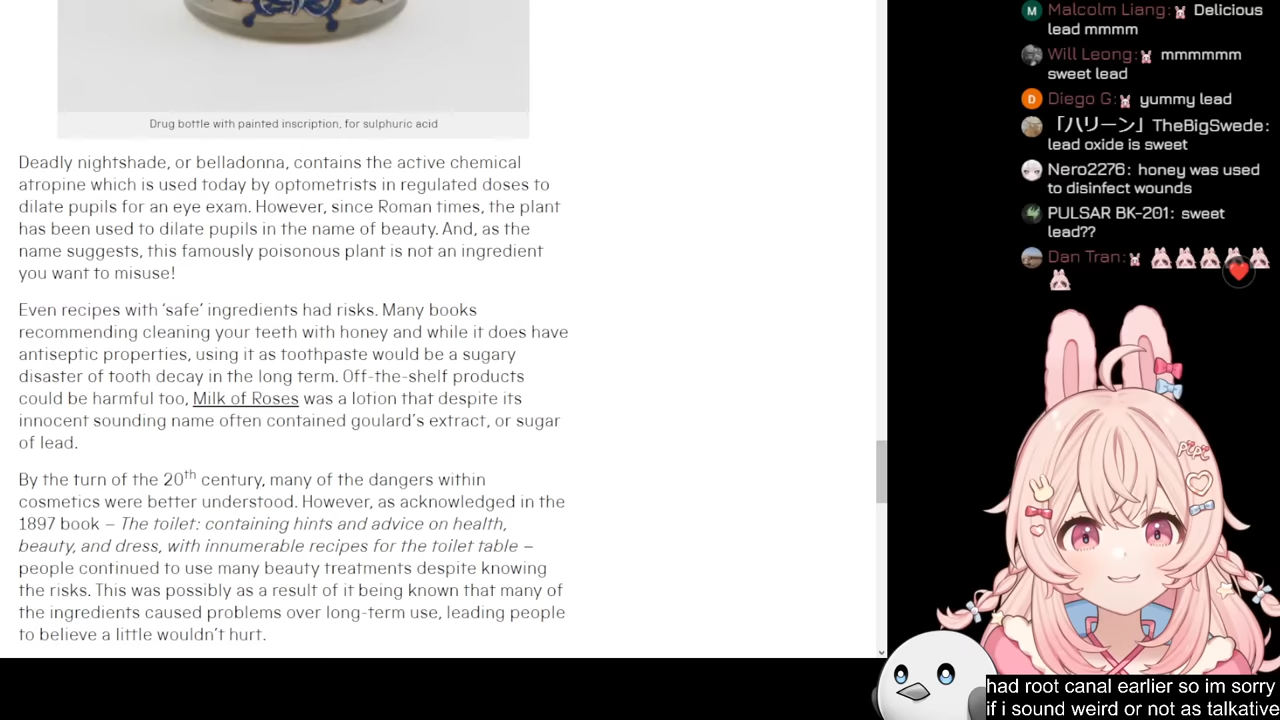 Drug bottle with painted inscription, for sulphuric acid
Deadly nightshade, or belladonna, contains the active chemical
atropine which is used today by optometrists in regulated doses to
dilate pupils for an eye exam. However, since Roman times, the plant
has been used to dilate pupils in the name of beauty. And, as the
name suggests, this famously poisonous plant is not an ingredient
you want to misuse!
Even recipes with ‘safe’ ingredients had risks. Many books
recommending cleaning your teeth with honey and while it does have
antiseptic properties, using it as toothpaste would be a sugary
disaster of tooth decay in the long term. Off-the-shelf products
could be harmful too, Milk of Roses was a lotion that despite its
innocent sounding name often contained goulard’s extract, or sugar
of lead.
By the turn of the 20th century, many of the dangers within
cosmetics were better understood. However, as acknowledged in the
1897 book – The toilet: containing hints and advice on health,
beauty, and dress, with innumerable recipes for the toilet table –
people continued to use many beauty treatments despite knowing
the risks. This was possibly as a result of it being known that many of
the ingredients caused problems over long-term use, leading people
to believe a little wouldn’t hurt.
M Malcolm Liang: Delicious
lead mmmm
Will Leong: mmmmmm
sweet lead
D Diego G: yummy lead
「ハリーン」TheBigSwede:
lead oxide is sweet
Nero2276: honey was used
to disinfect wounds
PULSAR BK-201: sweet
lead??
Dan Tran:
PiPi
had root canal earlier so im sorry
if i sound weird or not as talkative